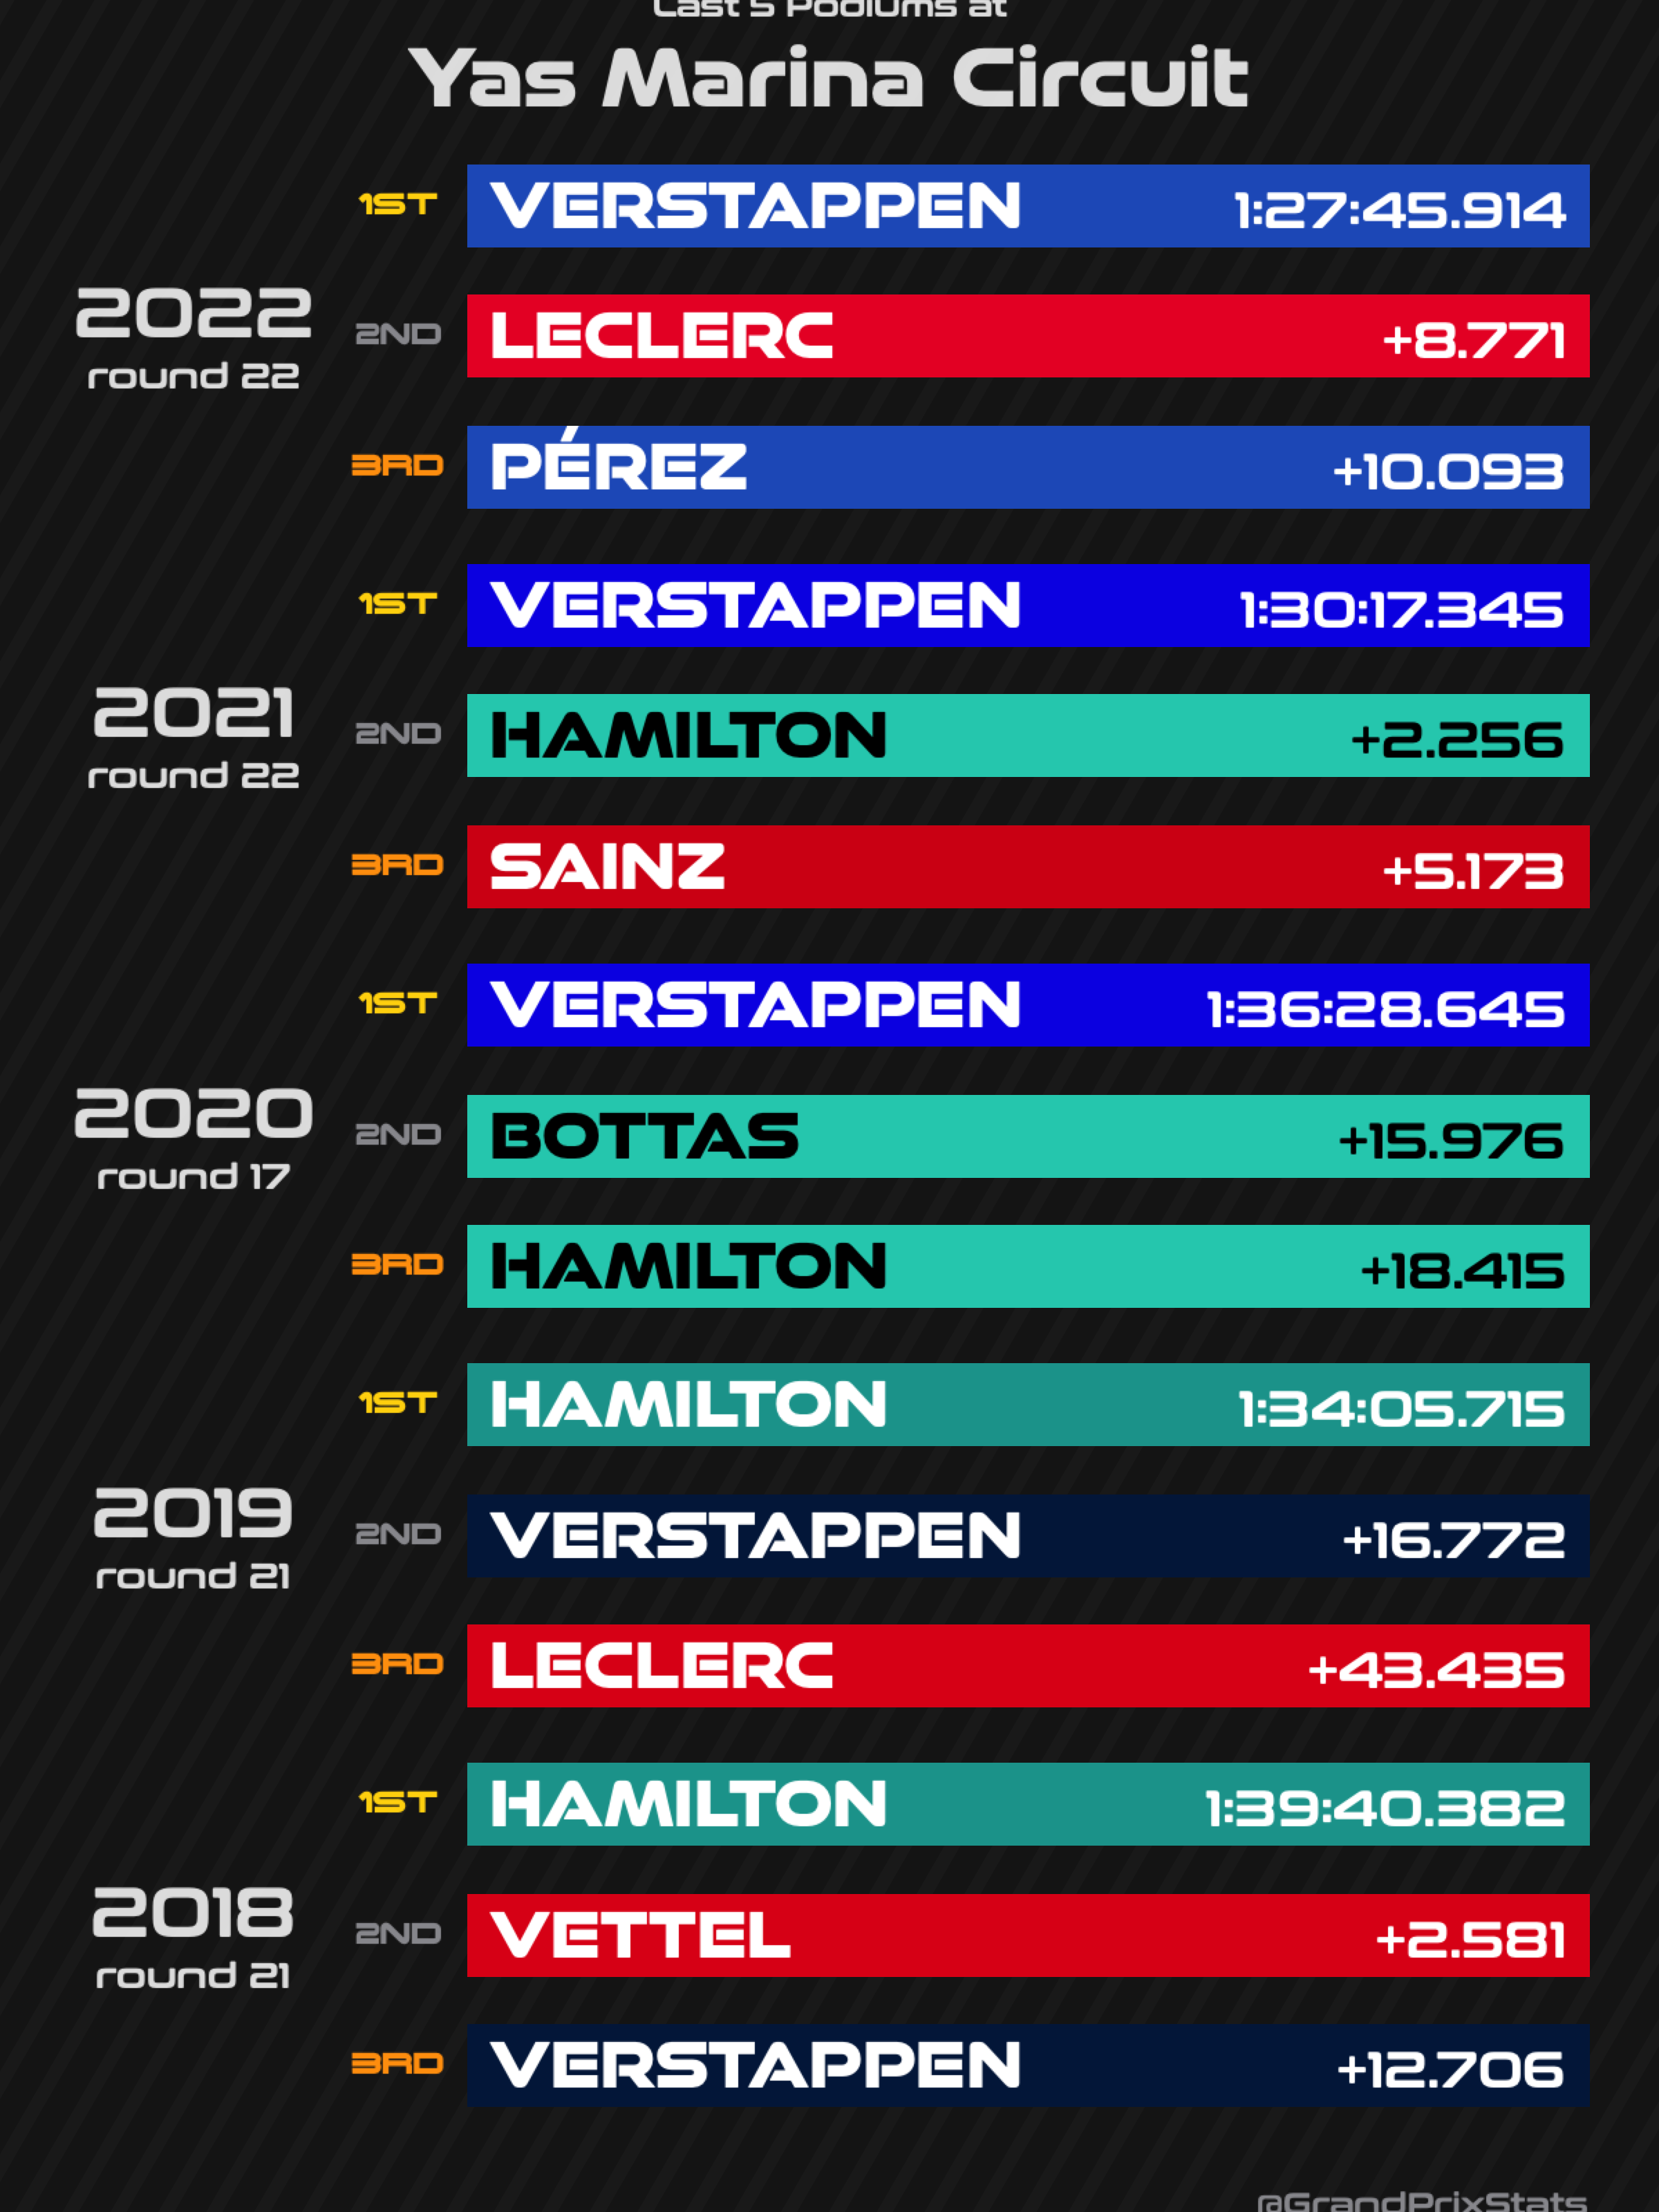 Last 5 Podiums at
Yas Marina Circuit
1ST VERSTAPPEN 1:27:45.914
2022
round 22
2ND LECLERC +8.771
3RD PÉREZ +10.093
1ST VERSTAPPEN 1:30:17.345
2021
round 22
2ND HAMILTON +2.256
3RD SAINZ +5.173
1ST VERSTAPPEN 1:36:28.645
2020
round 17
2ND BOTTAS +15.976
3RD HAMILTON +18.415
1ST HAMILTON 1:34:05.715
2019
round 21
2ND VERSTAPPEN +16.772
3RD LECLERC +43.435
1ST HAMILTON 1:39:40.382
2018
round 21
2ND VETTEL +2.581
3RD VERSTAPPEN +12.706
@GrandPrixStats